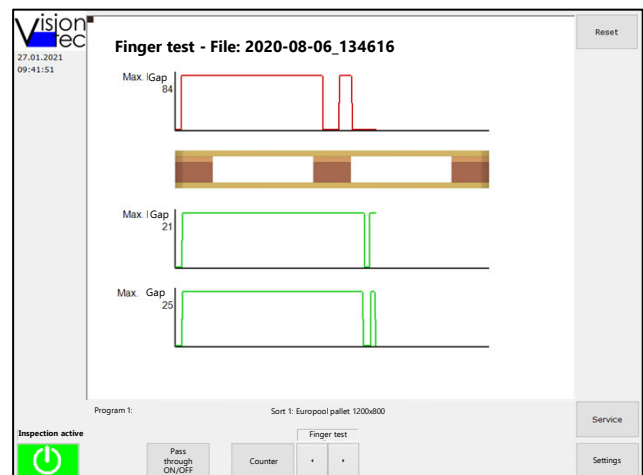 Vision
Tec
Reset
27.01.2021
09:41:51
Finger test - File: 2020-08-06_134616
Max. Gap
84
Max. Gap
21
Max. Gap
25
Program 1:
Sort 1: Europool pallet 1200x800
Service
Inspection active
Finger test
Pass
through
ON/OFF
Counter
Settings